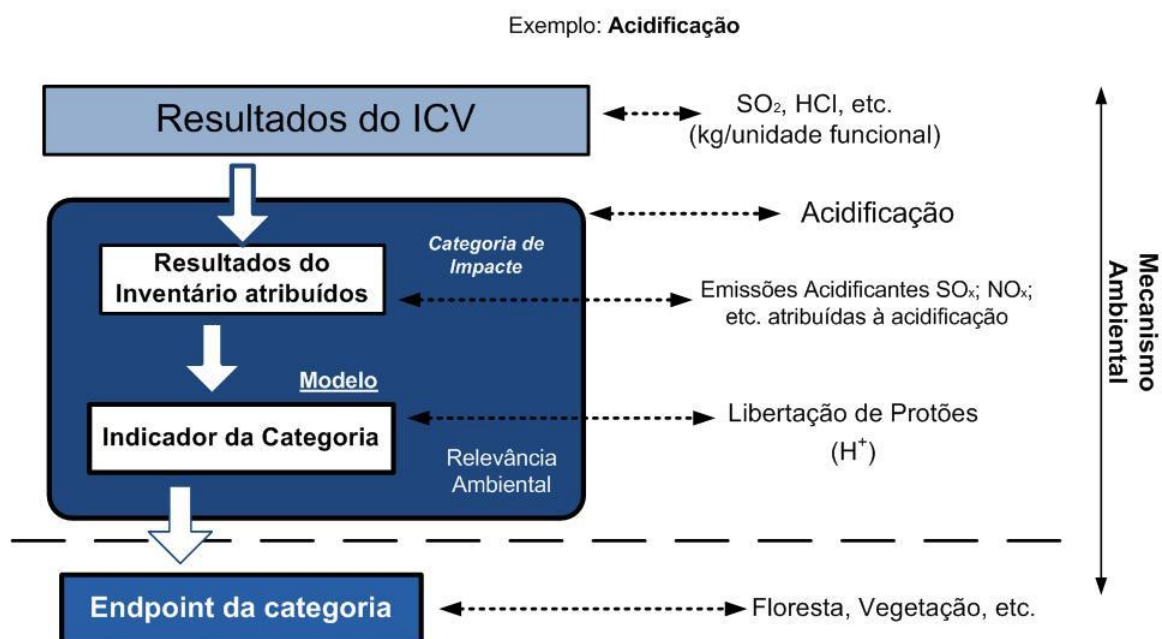 Exemplo: Acidificação
Resultados do ICV
SO₂, HCl, etc.
(kg/unidade funcional)
Acidificação
Categoria de
Impacte
Resultados do
Inventário atribuídos
Emissões Acidificantes SOₓ; NOₓ;
etc. atribuídas à acidificação
Modelo
Indicador da Categoria
Libertação de Protões
(H⁺)
Relevância
Ambiental
Mecanismo
Ambiental
Endpoint da categoria
Floresta, Vegetação, etc.